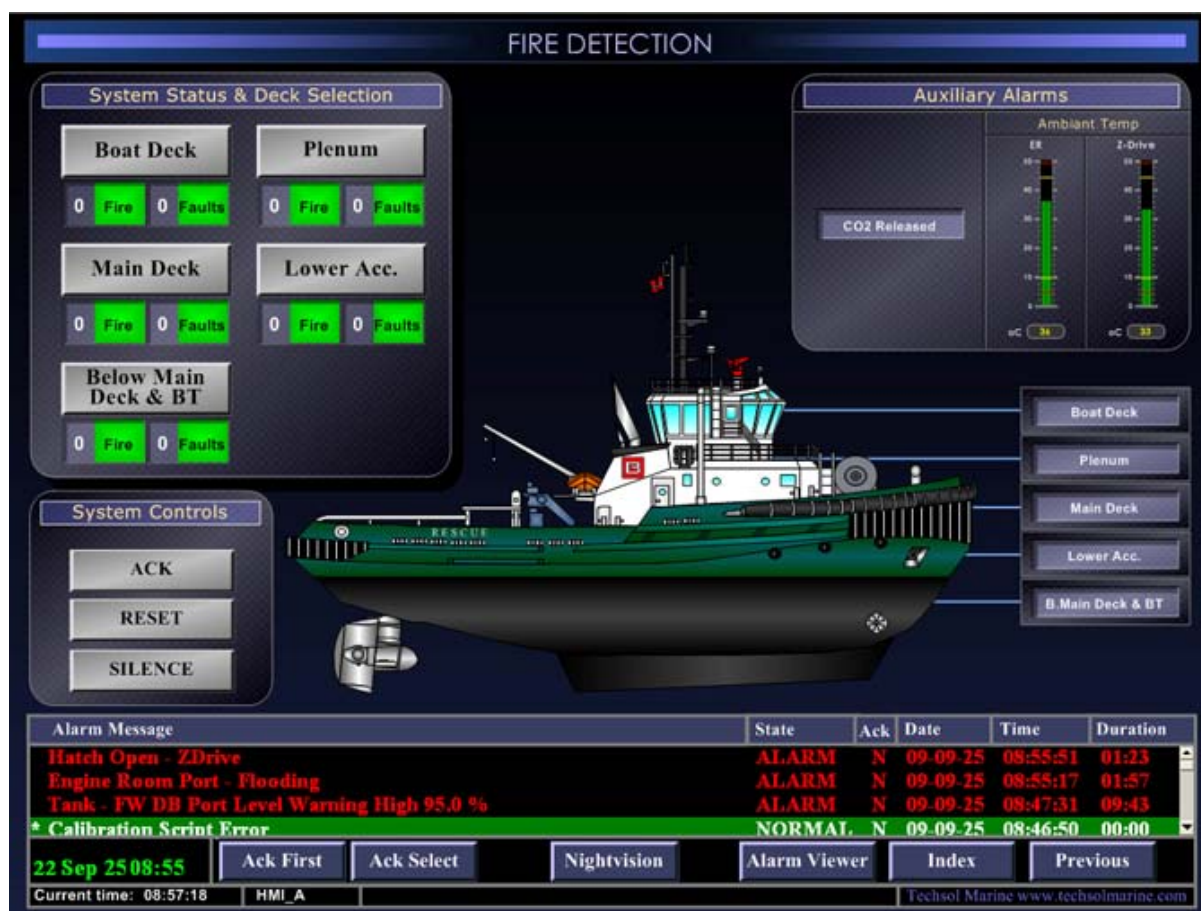 FIRE DETECTION
System Status & Deck Selection
Boat Deck
0 Fire 0 Faults
Plenum
0 Fire 0 Faults
Main Deck
0 Fire 0 Faults
Lower Acc.
0 Fire 0 Faults
Below Main
Deck & BT
0 Fire 0 Faults
System Controls
ACK
RESET
SILENCE
Auxiliary Alarms
CO2 Released
Ambiant Temp
ER
Z-Drive
oC 36
oC 33
RESCUE
Boat Deck
Plenum
Main Deck
Lower Acc.
B.Main Deck & BT
Alarm Message State Ack Date Time Duration
Hatch Open - ZDrive ALARM N 09-09-25 08:55:51 01:23
Engine Room Port - Flooding ALARM N 09-09-25 08:55:17 01:57
Tank - FW DB Port Level Warning High 95.0 % ALARM N 09-09-25 08:47:31 09:43
* Calibration Script Error NORMAL N 09-09-25 08:46:50 00:00
22 Sep 25 08:55
Ack First
Ack Select
Nightvision
Alarm Viewer
Index
Previous
Current time: 08:57:18
HMI_A
Techsol Marine www.techsolmarine.com